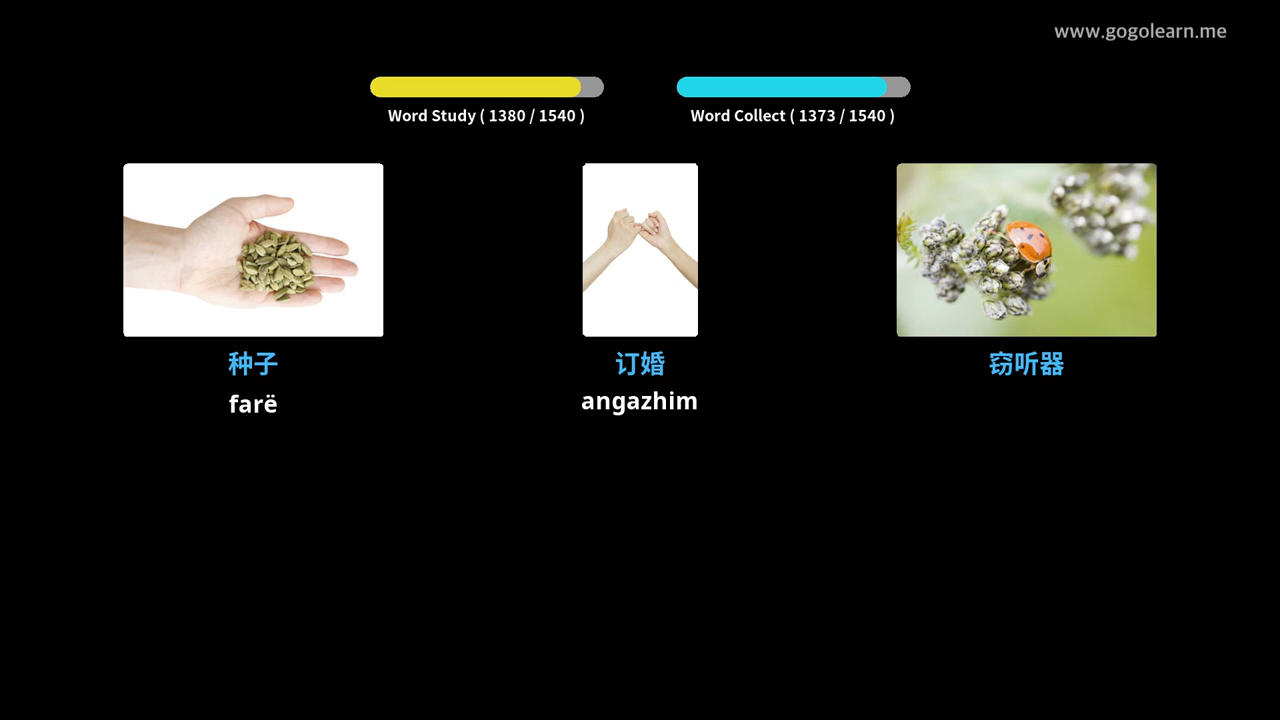 www.gogolearn.me
Word Study ( 1380 / 1540 )
Word Collect ( 1373 / 1540 )
种子
订婚
窃听器
farë
angazhim